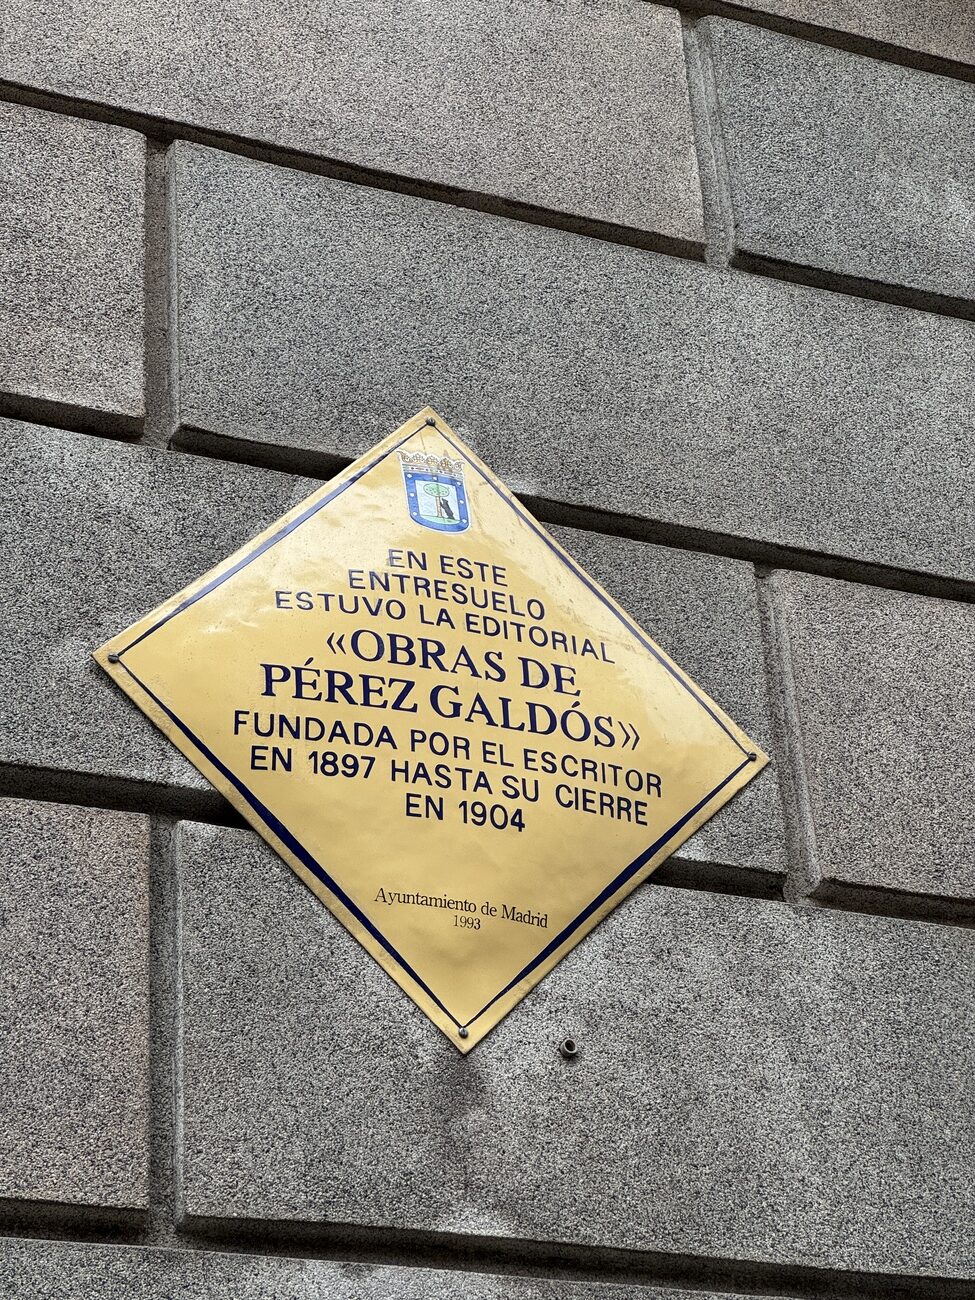 EN ESTE
ENTRESUELO
ESTUVO LA EDITORIAL
«OBRAS DE
PÉREZ GALDÓS»
FUNDADA POR EL ESCRITOR
EN 1897 HASTA SU CIERRE
EN 1904
Ayuntamiento de Madrid
1993